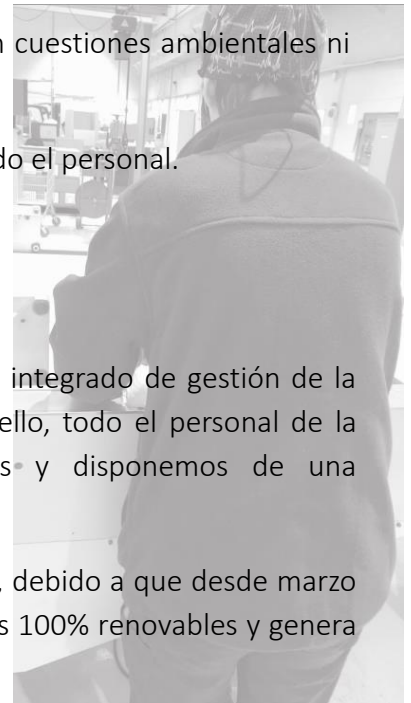 cuestiones ambientales ni
do el personal.
integrado de gestión de la
ello, todo el personal de la
s y disponemos de una
, debido a que desde marzo
s 100% renovables y genera